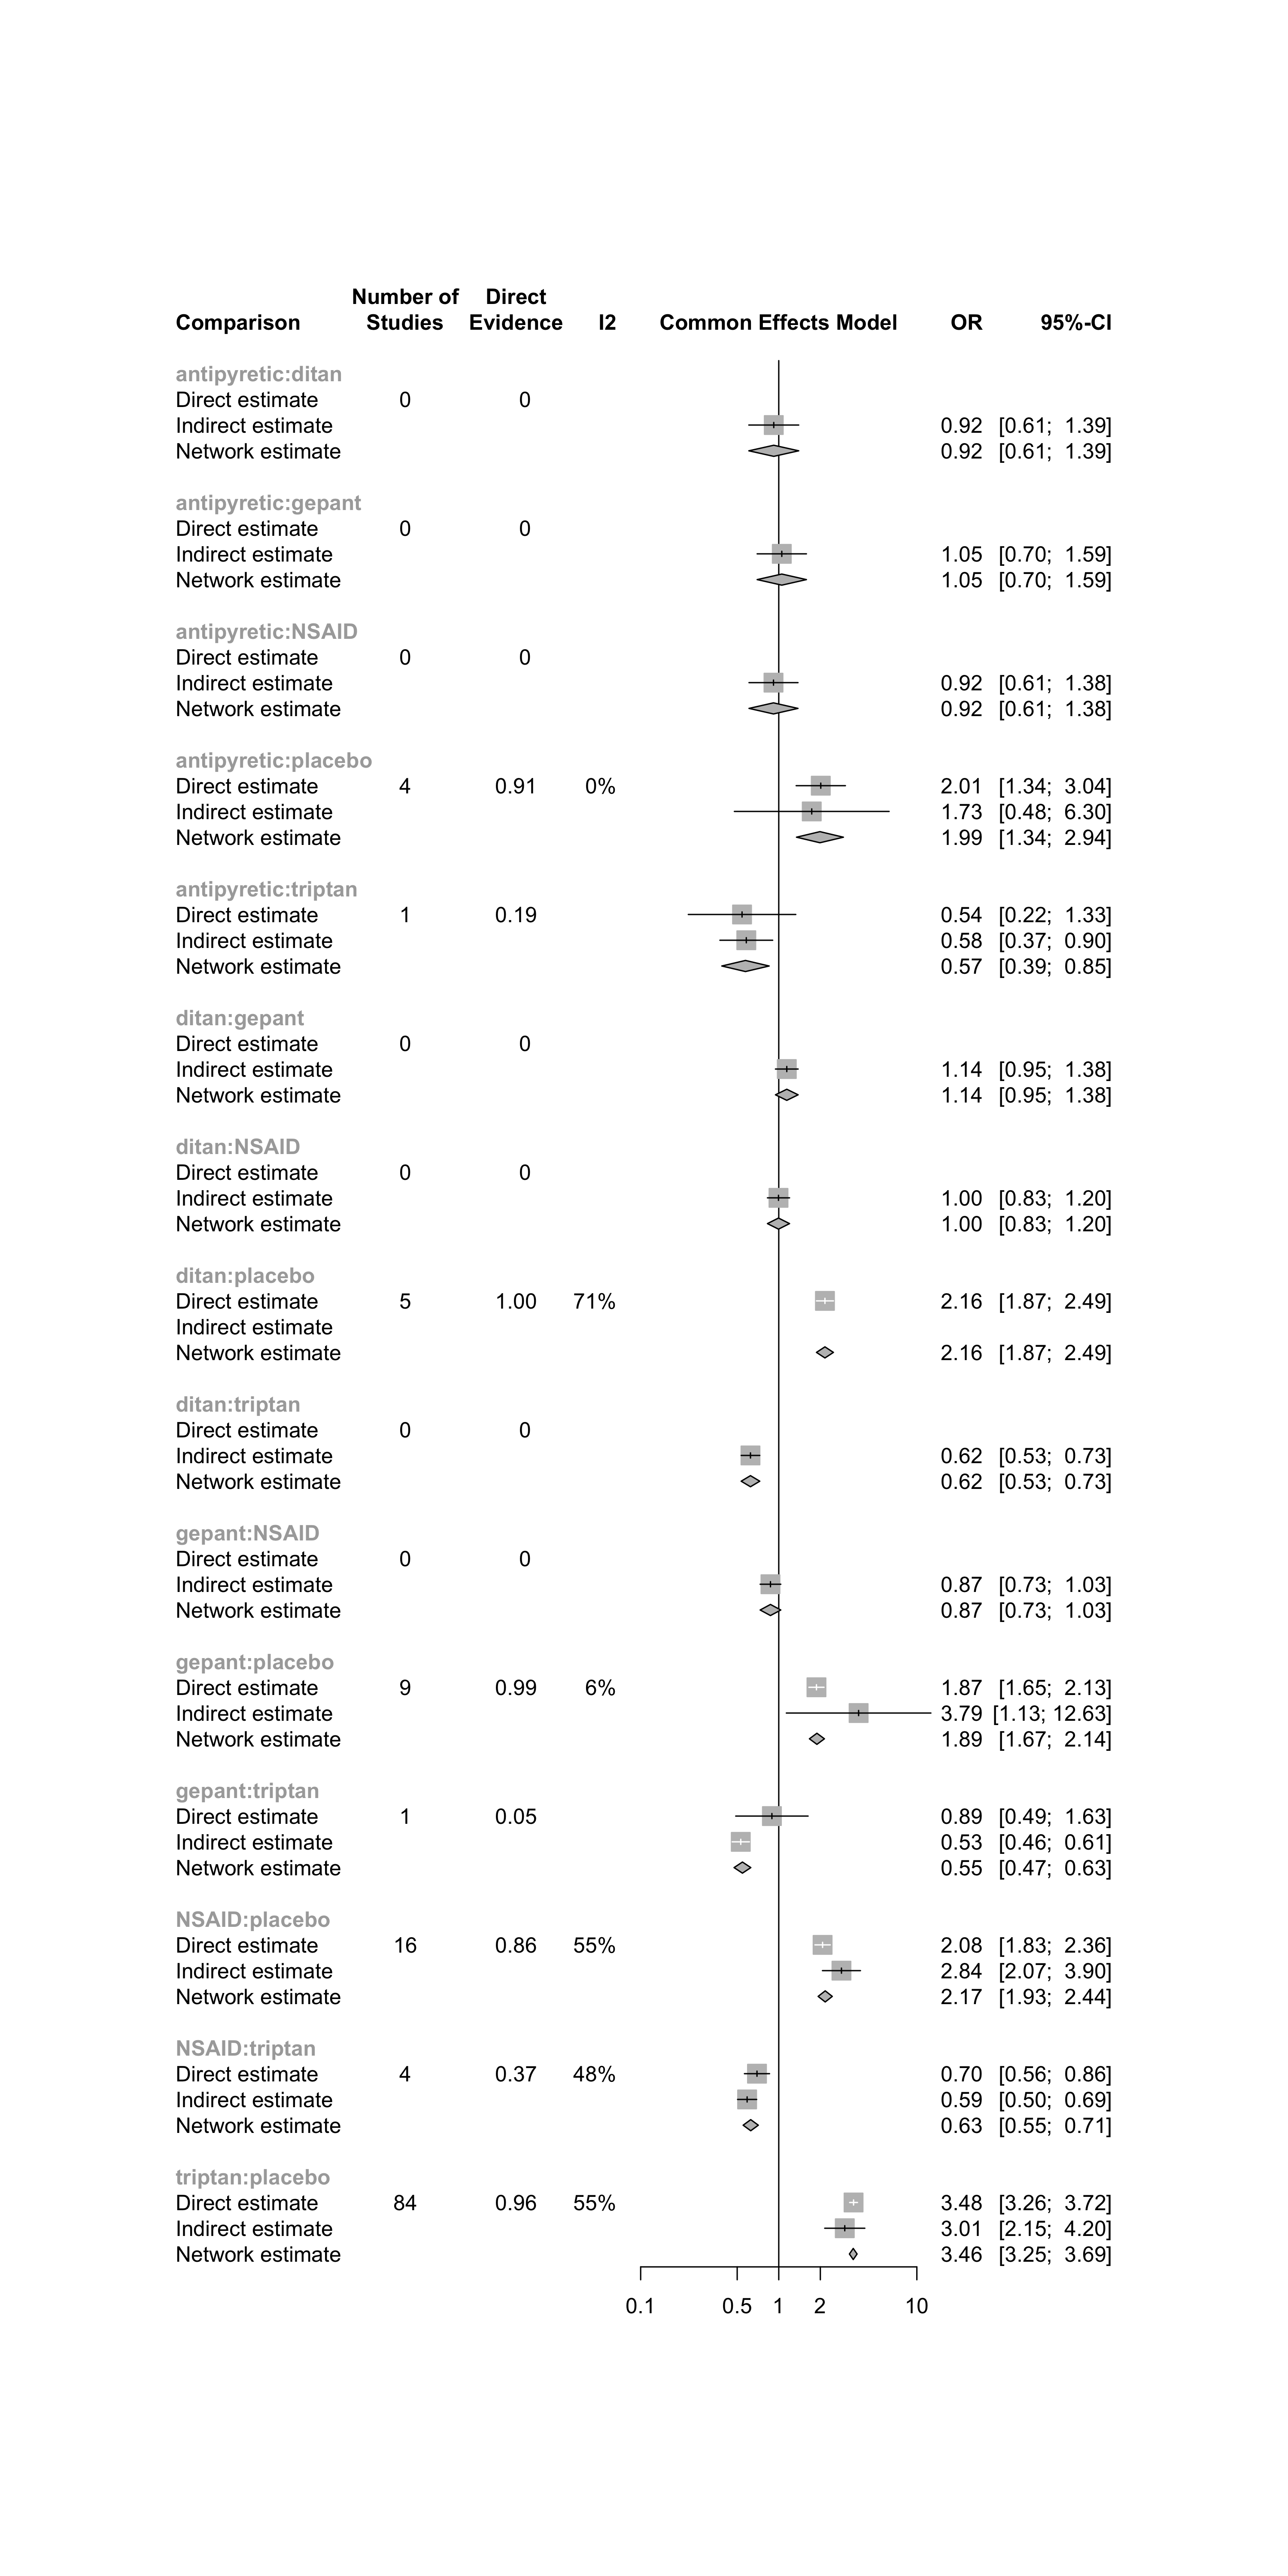 Number of Direct
Comparison Studies Evidence I2 Common Effects Model OR 95%-CI
antipyretic:ditan
Direct estimate 0 0
Indirect estimate 0.92 [0.61; 1.39]
Network estimate 0.92 [0.61; 1.39]
antipyretic:gepant
Direct estimate 0 0
Indirect estimate 1.05 [0.70; 1.59]
Network estimate 1.05 [0.70; 1.59]
antipyretic:NSAID
Direct estimate 0 0
Indirect estimate 0.92 [0.61; 1.38]
Network estimate 0.92 [0.61; 1.38]
antipyretic:placebo
Direct estimate 4 0.91 0% 2.01 [1.34; 3.04]
Indirect estimate 1.73 [0.48; 6.30]
Network estimate 1.99 [1.34; 2.94]
antipyretic:triptan
Direct estimate 1 0.19 0.54 [0.22; 1.33]
Indirect estimate 0.58 [0.37; 0.90]
Network estimate 0.57 [0.39; 0.85]
ditan:gepant
Direct estimate 0 0
Indirect estimate 1.14 [0.95; 1.38]
Network estimate 1.14 [0.95; 1.38]
ditan:NSAID
Direct estimate 0 0
Indirect estimate 1.00 [0.83; 1.20]
Network estimate 1.00 [0.83; 1.20]
ditan:placebo
Direct estimate 5 1.00 71% 2.16 [1.87; 2.49]
Indirect estimate
Network estimate 2.16 [1.87; 2.49]
ditan:triptan
Direct estimate 0 0
Indirect estimate 0.62 [0.53; 0.73]
Network estimate 0.62 [0.53; 0.73]
gepant:NSAID
Direct estimate 0 0
Indirect estimate 0.87 [0.73; 1.03]
Network estimate 0.87 [0.73; 1.03]
gepant:placebo
Direct estimate 9 0.99 6% 1.87 [1.65; 2.13]
Indirect estimate 3.79 [1.13; 12.63]
Network estimate 1.89 [1.67; 2.14]
gepant:triptan
Direct estimate 1 0.05 0.89 [0.49; 1.63]
Indirect estimate 0.53 [0.46; 0.61]
Network estimate 0.55 [0.47; 0.63]
NSAID:placebo
Direct estimate 16 0.86 55% 2.08 [1.83; 2.36]
Indirect estimate 2.84 [2.07; 3.90]
Network estimate 2.17 [1.93; 2.44]
NSAID:triptan
Direct estimate 4 0.37 48% 0.70 [0.56; 0.86]
Indirect estimate 0.59 [0.50; 0.69]
Network estimate 0.63 [0.55; 0.71]
triptan:placebo
Direct estimate 84 0.96 55% 3.48 [3.26; 3.72]
Indirect estimate 3.01 [2.15; 4.20]
Network estimate 3.46 [3.25; 3.69]
0.1 0.5 1 2 10